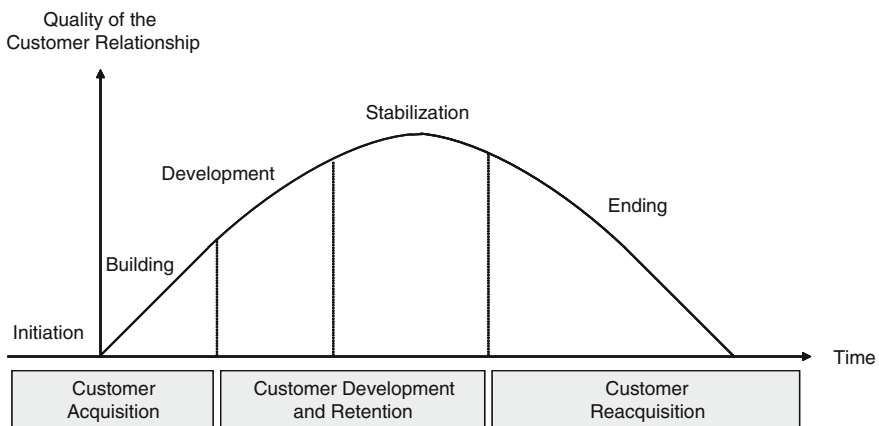 Quality of the
Customer Relationship
Stabilization
Development
Ending
Building
Initiation
Time
Customer
Acquisition
Customer Development
and Retention
Customer
Reacquisition